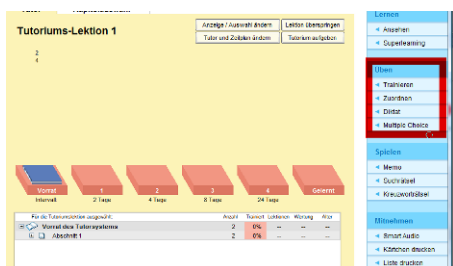 Tutoriums-Lektion 1
Anzeige / Auswahl ändern
Lektion überspringen
Tutor und Zeitplan ändern
Tutorium aufgeben
2
4
Vorrat
1
2
3
4
Gelernt
Intervall:
2 Tage
4 Tage
8 Tage
24 Tage
Für die Tutoriumslektion ausgewählt:
Anzahl
Trainiert
Lektionen
Wertung
Alter
Vorrat des Tutorsystems
2
0%
--
--
--
Abschnitt 1
2
0%
--
--
--
Lernen
Ansehen
Superlearning
Üben
Trainieren
Zuordnen
Diktat
Multiple Choice
Spielen
Memo
Suchrätsel
Kreuzworträtsel
Mitnehmen
Smart Audio
Kärtchen drucken
Liste drucken